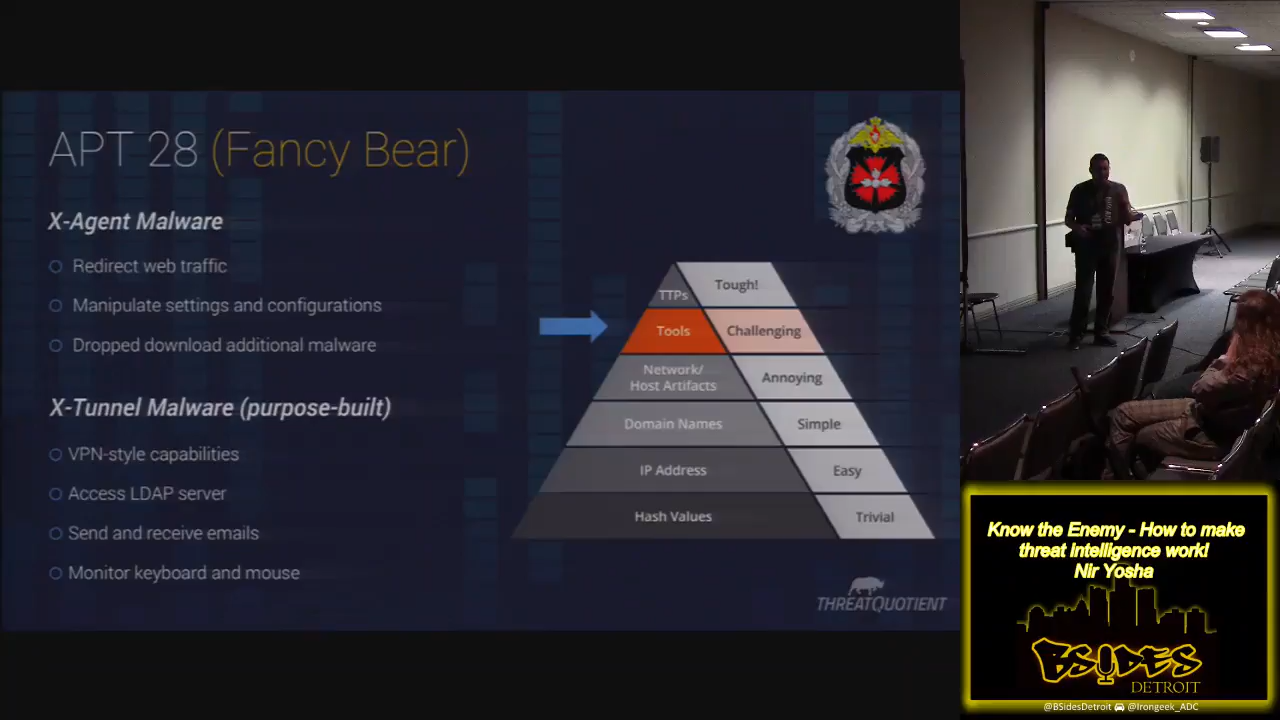 APT 28 (Fancy Bear)
X-Agent Malware
Redirect web traffic
Manipulate settings and configurations
Dropped download additional malware
X-Tunnel Malware (purpose-built)
VPN-style capabilities
Access LDAP server
Send and receive emails
Monitor keyboard and mouse
TTPs
Tough!
Tools
Challenging
Network/
Host Artifacts
Annoying
Domain Names
Simple
IP Address
Easy
Hash Values
Trivial
THREATQUOTIENT
Know the Enemy - How to make
threat intelligence work!
Nir Yosha
BSIDES
DETROIT
@BSidesDetroit @Irongeek_ADC